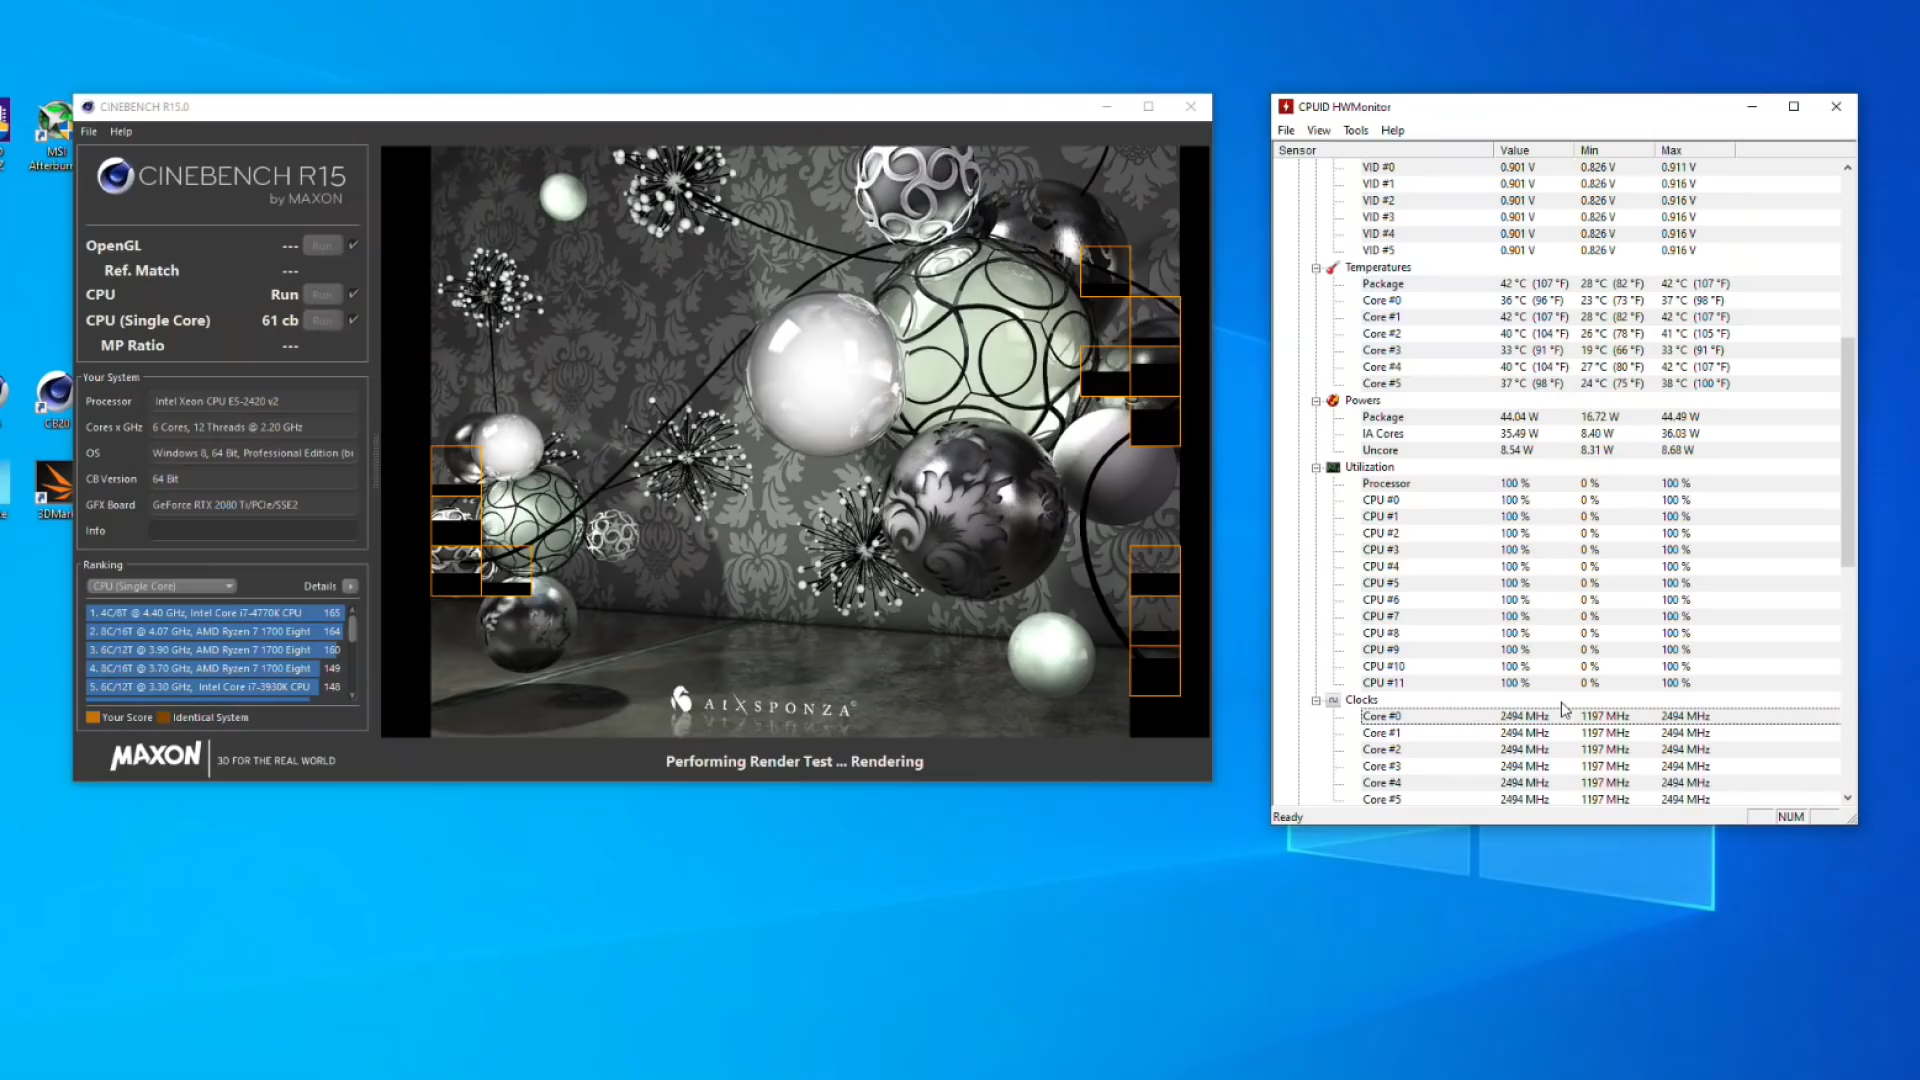 MSI
Afterburn
CB20
3DMark
CINEBENCH R15.0
File Help
CINEBENCH R15
by MAXON
OpenGL --- Run
Ref. Match ---
CPU Run Run
CPU (Single Core) 61 cb Run
MP Ratio ---
Your System
Processor Intel Xeon CPU E5-2420 v2
Cores x GHz 6 Cores, 12 Threads @ 2.20 GHz
OS Windows 8, 64 Bit, Professional Edition (bu
CB Version 64 Bit
GFX Board GeForce RTX 2080 Ti/PCIe/SSE2
Info
Ranking
CPU (Single Core) Details
1. 4C/8T @ 4.40 GHz, Intel Core i7-4770K CPU 165
2. 8C/16T @ 4.07 GHz, AMD Ryzen 7 1700 Eight 164
3. 6C/12T @ 3.90 GHz, AMD Ryzen 7 1700 Eight 160
4. 8C/16T @ 3.70 GHz, AMD Ryzen 7 1700 Eight 149
5. 6C/12T @ 3.30 GHz, Intel Core i7-3930K CPU 148
Your Score Identical System
MAXON 3D FOR THE REAL WORLD
AIXSPONZA
Performing Render Test ... Rendering
CPUID HWMonitor
File View Tools Help
Sensor Value Min Max
VID #0 0.901 V 0.826 V 0.911 V
VID #1 0.901 V 0.826 V 0.916 V
VID #2 0.901 V 0.826 V 0.916 V
VID #3 0.901 V 0.826 V 0.916 V
VID #4 0.901 V 0.826 V 0.916 V
VID #5 0.901 V 0.826 V 0.916 V
Temperatures
Package 42 °C (107 °F) 28 °C (82 °F) 42 °C (107 °F)
Core #0 36 °C (96 °F) 23 °C (73 °F) 37 °C (98 °F)
Core #1 42 °C (107 °F) 28 °C (82 °F) 42 °C (107 °F)
Core #2 40 °C (104 °F) 26 °C (78 °F) 41 °C (105 °F)
Core #3 33 °C (91 °F) 19 °C (66 °F) 33 °C (91 °F)
Core #4 40 °C (104 °F) 27 °C (80 °F) 42 °C (107 °F)
Core #5 37 °C (98 °F) 24 °C (75 °F) 38 °C (100 °F)
Powers
Package 44.04 W 16.72 W 44.49 W
IA Cores 35.49 W 8.40 W 36.03 W
Uncore 8.54 W 8.31 W 8.68 W
Utilization
Processor 100 % 0 % 100 %
CPU #0 100 % 0 % 100 %
CPU #1 100 % 0 % 100 %
CPU #2 100 % 0 % 100 %
CPU #3 100 % 0 % 100 %
CPU #4 100 % 0 % 100 %
CPU #5 100 % 0 % 100 %
CPU #6 100 % 0 % 100 %
CPU #7 100 % 0 % 100 %
CPU #8 100 % 0 % 100 %
CPU #9 100 % 0 % 100 %
CPU #10 100 % 0 % 100 %
CPU #11 100 % 0 % 100 %
Clocks
Core #0 2494 MHz 1197 MHz 2494 MHz
Core #1 2494 MHz 1197 MHz 2494 MHz
Core #2 2494 MHz 1197 MHz 2494 MHz
Core #3 2494 MHz 1197 MHz 2494 MHz
Core #4 2494 MHz 1197 MHz 2494 MHz
Core #5 2494 MHz 1197 MHz 2494 MHz
Ready NUM